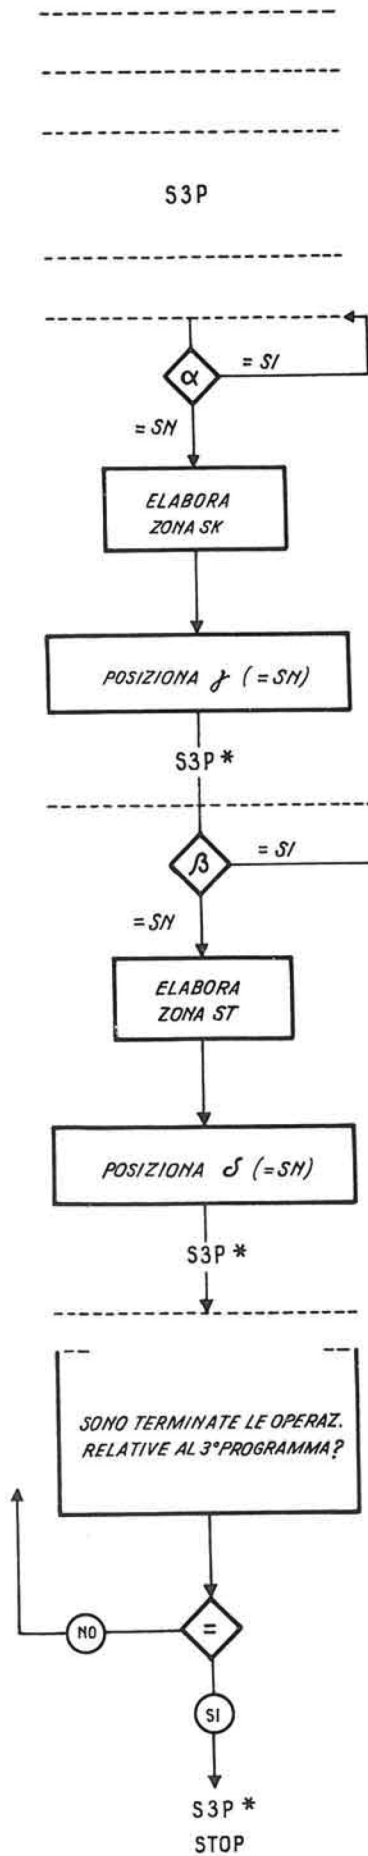 S3P
α
= SI
= SN
ELABORA
ZONA SK
POSIZIONA γ (= SN)
S3P *
β
= SI
= SN
ELABORA
ZONA ST
POSIZIONA δ (= SN)
S3P *
SONO TERMINATE LE OPERAZ.
RELATIVE AL 3° PROGRAMMA?
=
NO
SI
S3P *
STOP